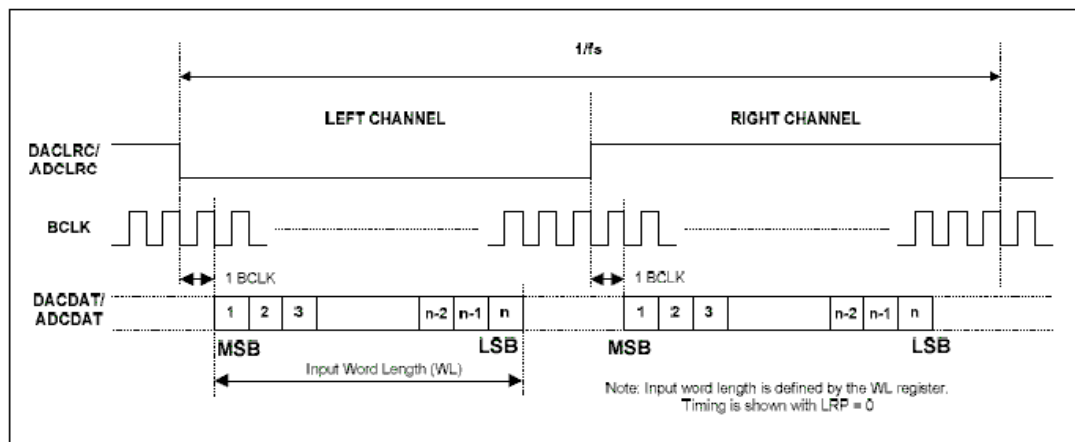 1/fs
LEFT CHANNEL
RIGHT CHANNEL
DACLRC/
ADCLRC
BCLK
1 BCLK
1 BCLK
DACDAT/
ADCDAT
1 2 3 n-2 n-1 n
1 2 3 n-2 n-1 n
MSB
LSB
MSB
LSB
Input Word Length (WL)
Note: Input word length is defined by the WL register.
Timing is shown with LRP = 0